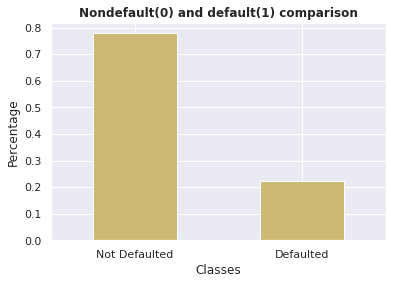 Nondefault(0) and default(1) comparison
0.8
0.7
0.6
0.5
0.4
0.3
0.2
0.1
0.0
Percentage
Not Defaulted
Defaulted
Classes